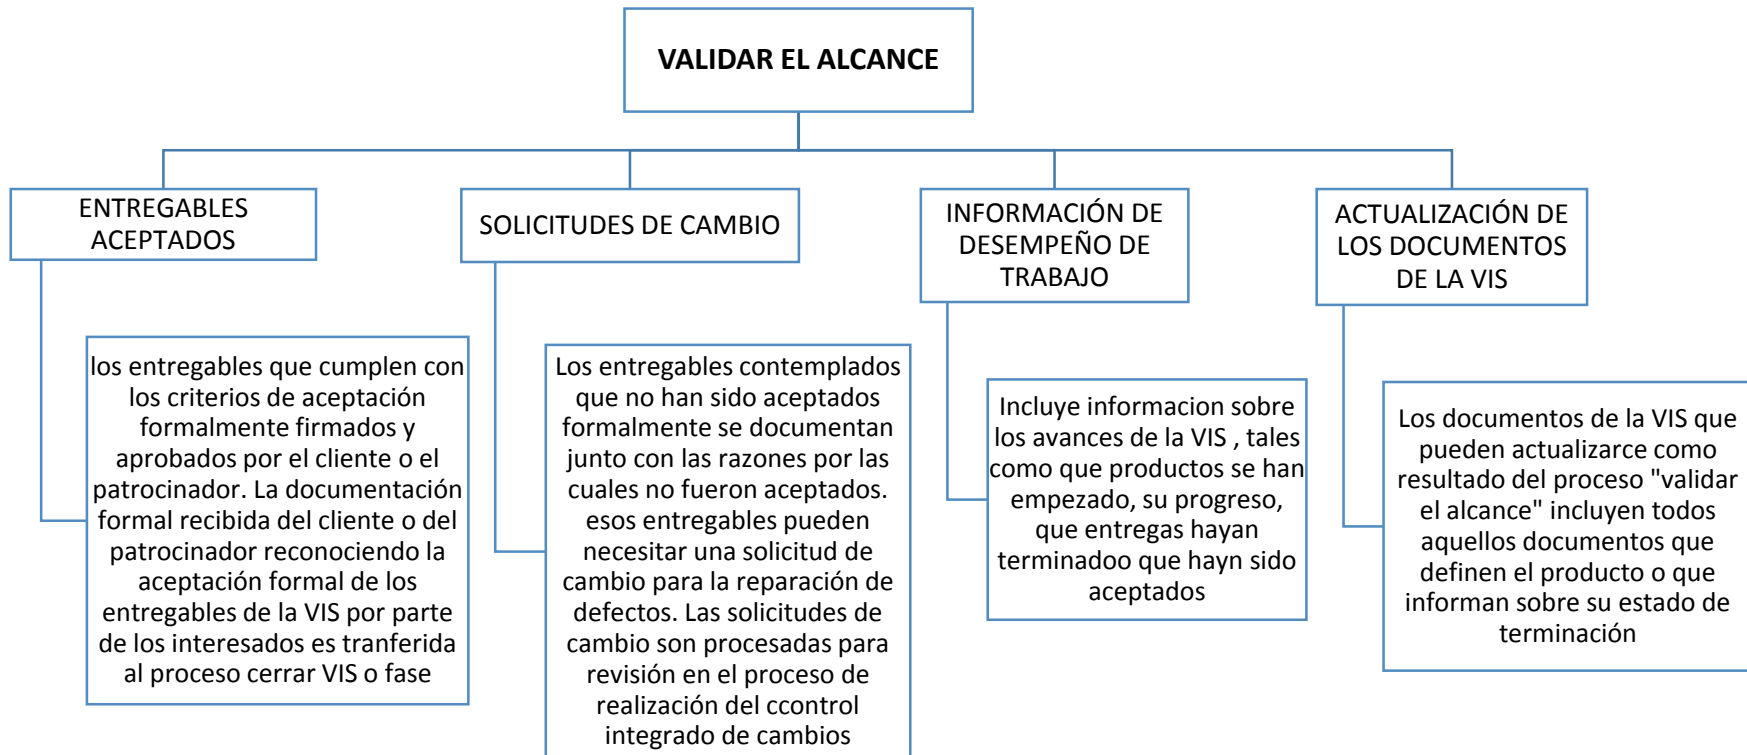 VALIDAR EL ALCANCE
ENTREGABLES
ACEPTADOS
los entregables que cumplen con
los criterios de aceptación
formalmente firmados y
aprobados por el cliente o el
patrocinador. La documentación
formal recibida del cliente o del
patrocinador reconociendo la
aceptación formal de los
entregables de la VIS por parte
de los interesados es tranferida
al proceso cerrar VIS o fase
SOLICITUDES DE CAMBIO
Los entregables contemplados
que no han sido aceptados
formalmente se documentan
junto con las razones por las
cuales no fueron aceptados.
esos entregables pueden
necesitar una solicitud de
cambio para la reparación de
defectos. Las solicitudes de
cambio son procesadas para
revisión en el proceso de
realización del ccontrol
integrado de cambios
INFORMACIÓN DE
DESEMPEÑO DE
TRABAJO
Incluye informacion sobre
los avances de la VIS , tales
como que productos se han
empezado, su progreso,
que entregas hayan
terminadoo que hayn sido
aceptados
ACTUALIZACIÓN DE
LOS DOCUMENTOS
DE LA VIS
Los documentos de la VIS que
pueden actualizarce como
resultado del proceso "validar
el alcance" incluyen todos
aquellos documentos que
definen el producto o que
informan sobre su estado de
terminación